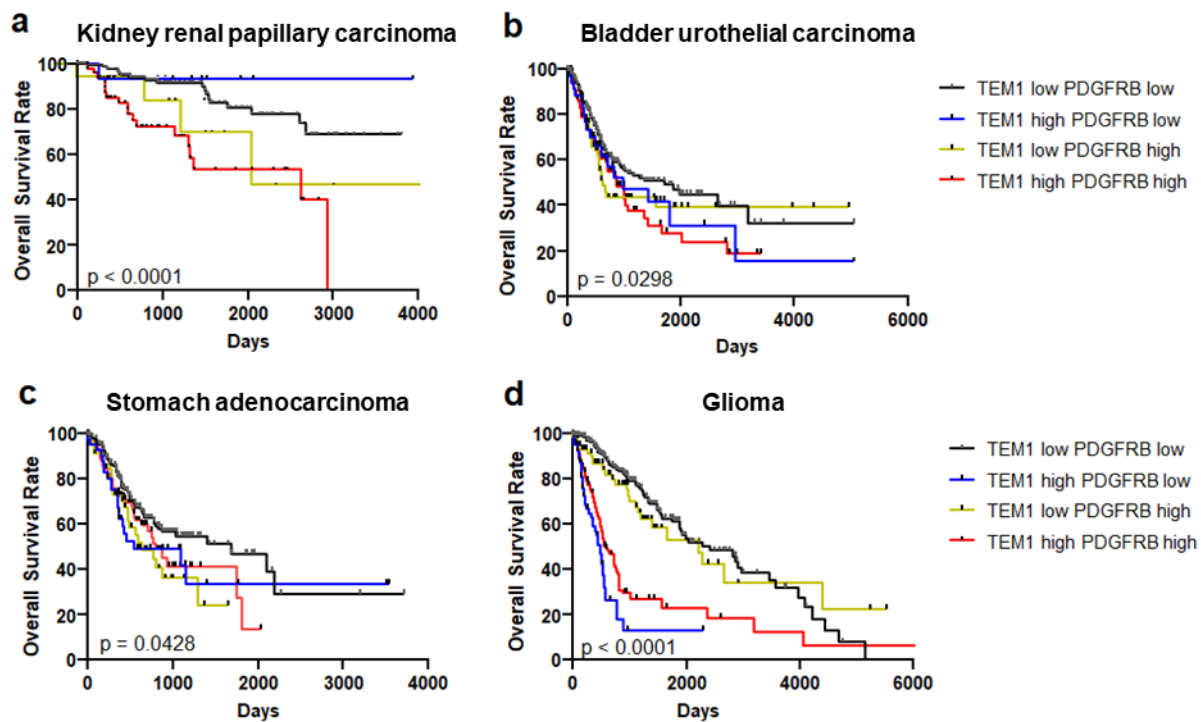 a
Kidney renal papillary carcinoma
100
80
60
40
20
0
Overall Survival Rate
p < 0.0001
0
1000
2000
3000
4000
Days
b
Bladder urothelial carcinoma
100
80
60
40
20
0
Overall Survival Rate
p = 0.0298
0
2000
4000
6000
Days
TEM1 low PDGFRB low
TEM1 high PDGFRB low
TEM1 low PDGFRB high
TEM1 high PDGFRB high
c
Stomach adenocarcinoma
100
80
60
40
20
0
Overall Survival Rate
p = 0.0428
0
1000
2000
3000
4000
Days
d
Glioma
100
80
60
40
20
0
Overall Survival Rate
p < 0.0001
0
2000
4000
6000
Days
TEM1 low PDGFRB low
TEM1 high PDGFRB low
TEM1 low PDGFRB high
TEM1 high PDGFRB high